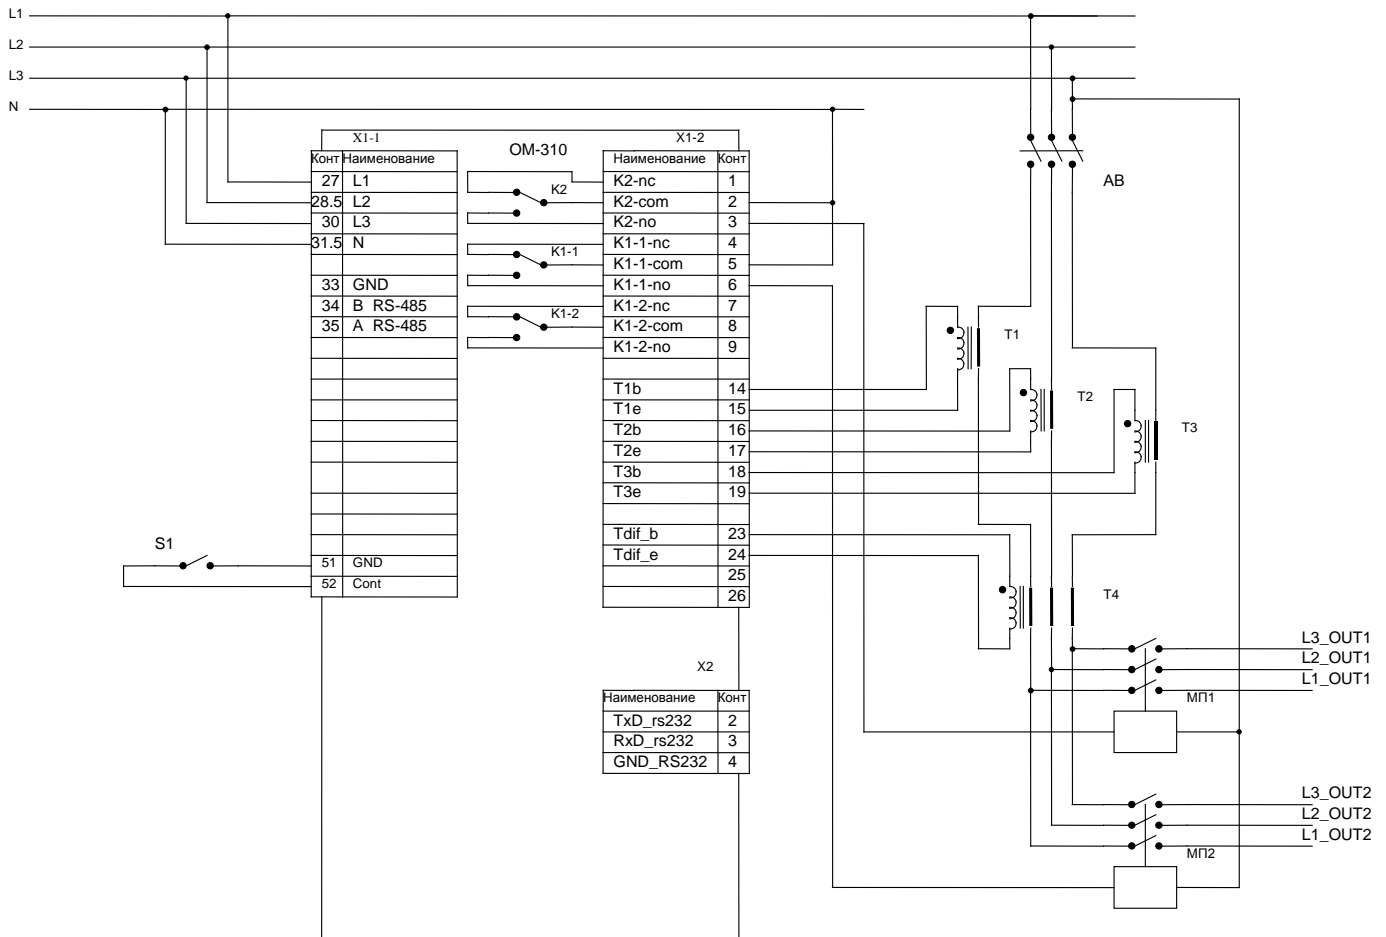 L1
L2
L3
N
X1-1
Конт Наименование
27 L1
28.5 L2
30 L3
31.5 N
33 GND
34 B RS-485
35 A RS-485
51 GND
52 Cont
S1
OM-310
K2
K1-1
K1-2
X1-2
Наименование Конт
K2-nc 1
K2-com 2
K2-no 3
K1-1-nc 4
K1-1-com 5
K1-1-no 6
K1-2-nc 7
K1-2-com 8
K1-2-no 9
T1b 14
T1e 15
T2b 16
T2e 17
T3b 18
T3e 19
Tdif_b 23
Tdif_e 24
25
26
X2
Наименование Конт
TxD_rs232 2
RxD_rs232 3
GND_RS232 4
АВ
T1
T2
T3
T4
L3_OUT1
L2_OUT1
L1_OUT1
МП1
L3_OUT2
L2_OUT2
L1_OUT2
МП2